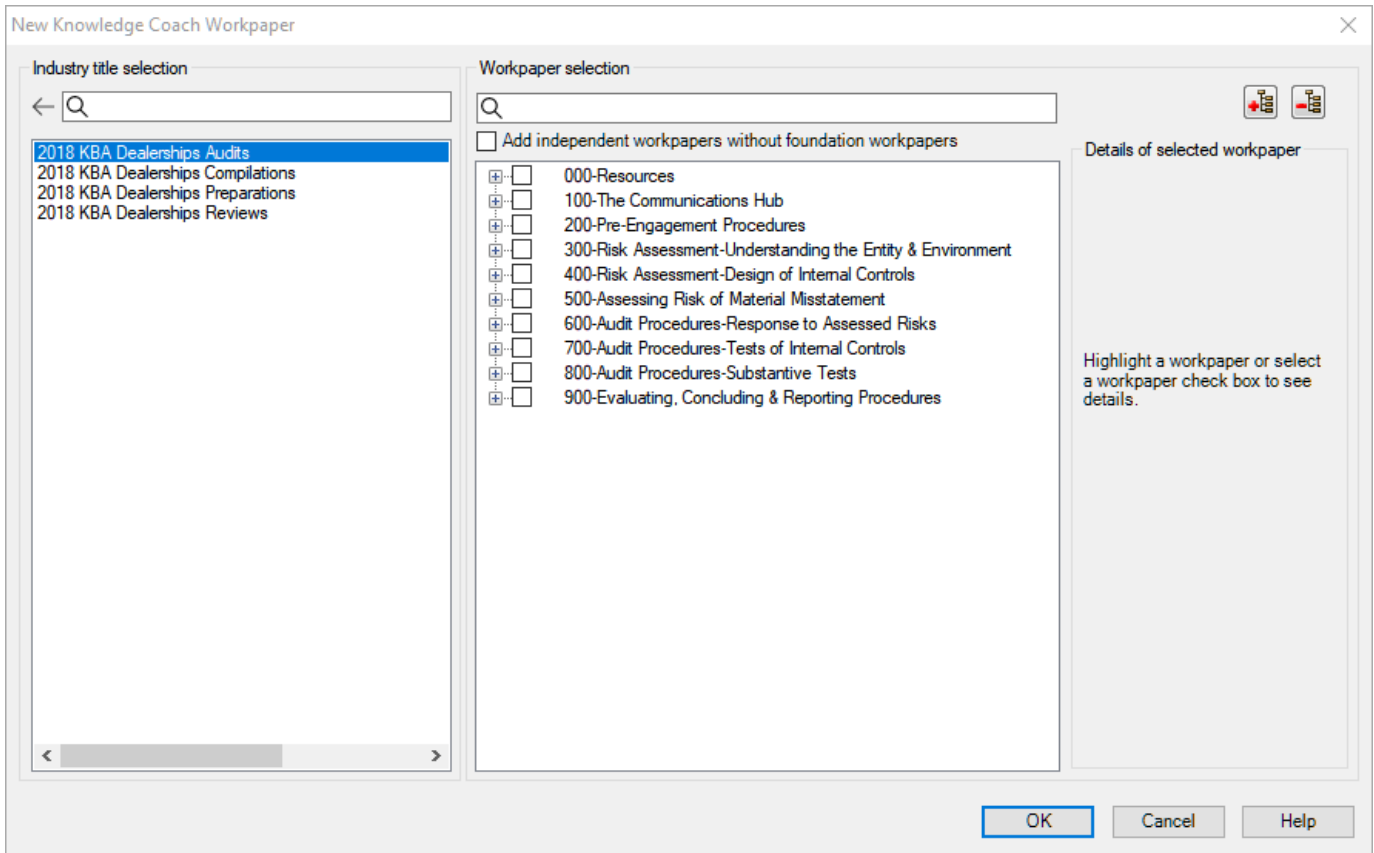 New Knowledge Coach Workpaper
Industry title selection
2018 KBA Dealerships Audits
2018 KBA Dealerships Compilations
2018 KBA Dealerships Preparations
2018 KBA Dealerships Reviews
Workpaper selection
Add independent workpapers without foundation workpapers
000-Resources
100-The Communications Hub
200-Pre-Engagement Procedures
300-Risk Assessment-Understanding the Entity & Environment
400-Risk Assessment-Design of Internal Controls
500-Assessing Risk of Material Misstatement
600-Audit Procedures-Response to Assessed Risks
700-Audit Procedures-Tests of Internal Controls
800-Audit Procedures-Substantive Tests
900-Evaluating, Concluding & Reporting Procedures
Details of selected workpaper
Highlight a workpaper or select
a workpaper check box to see
details.
OK
Cancel
Help